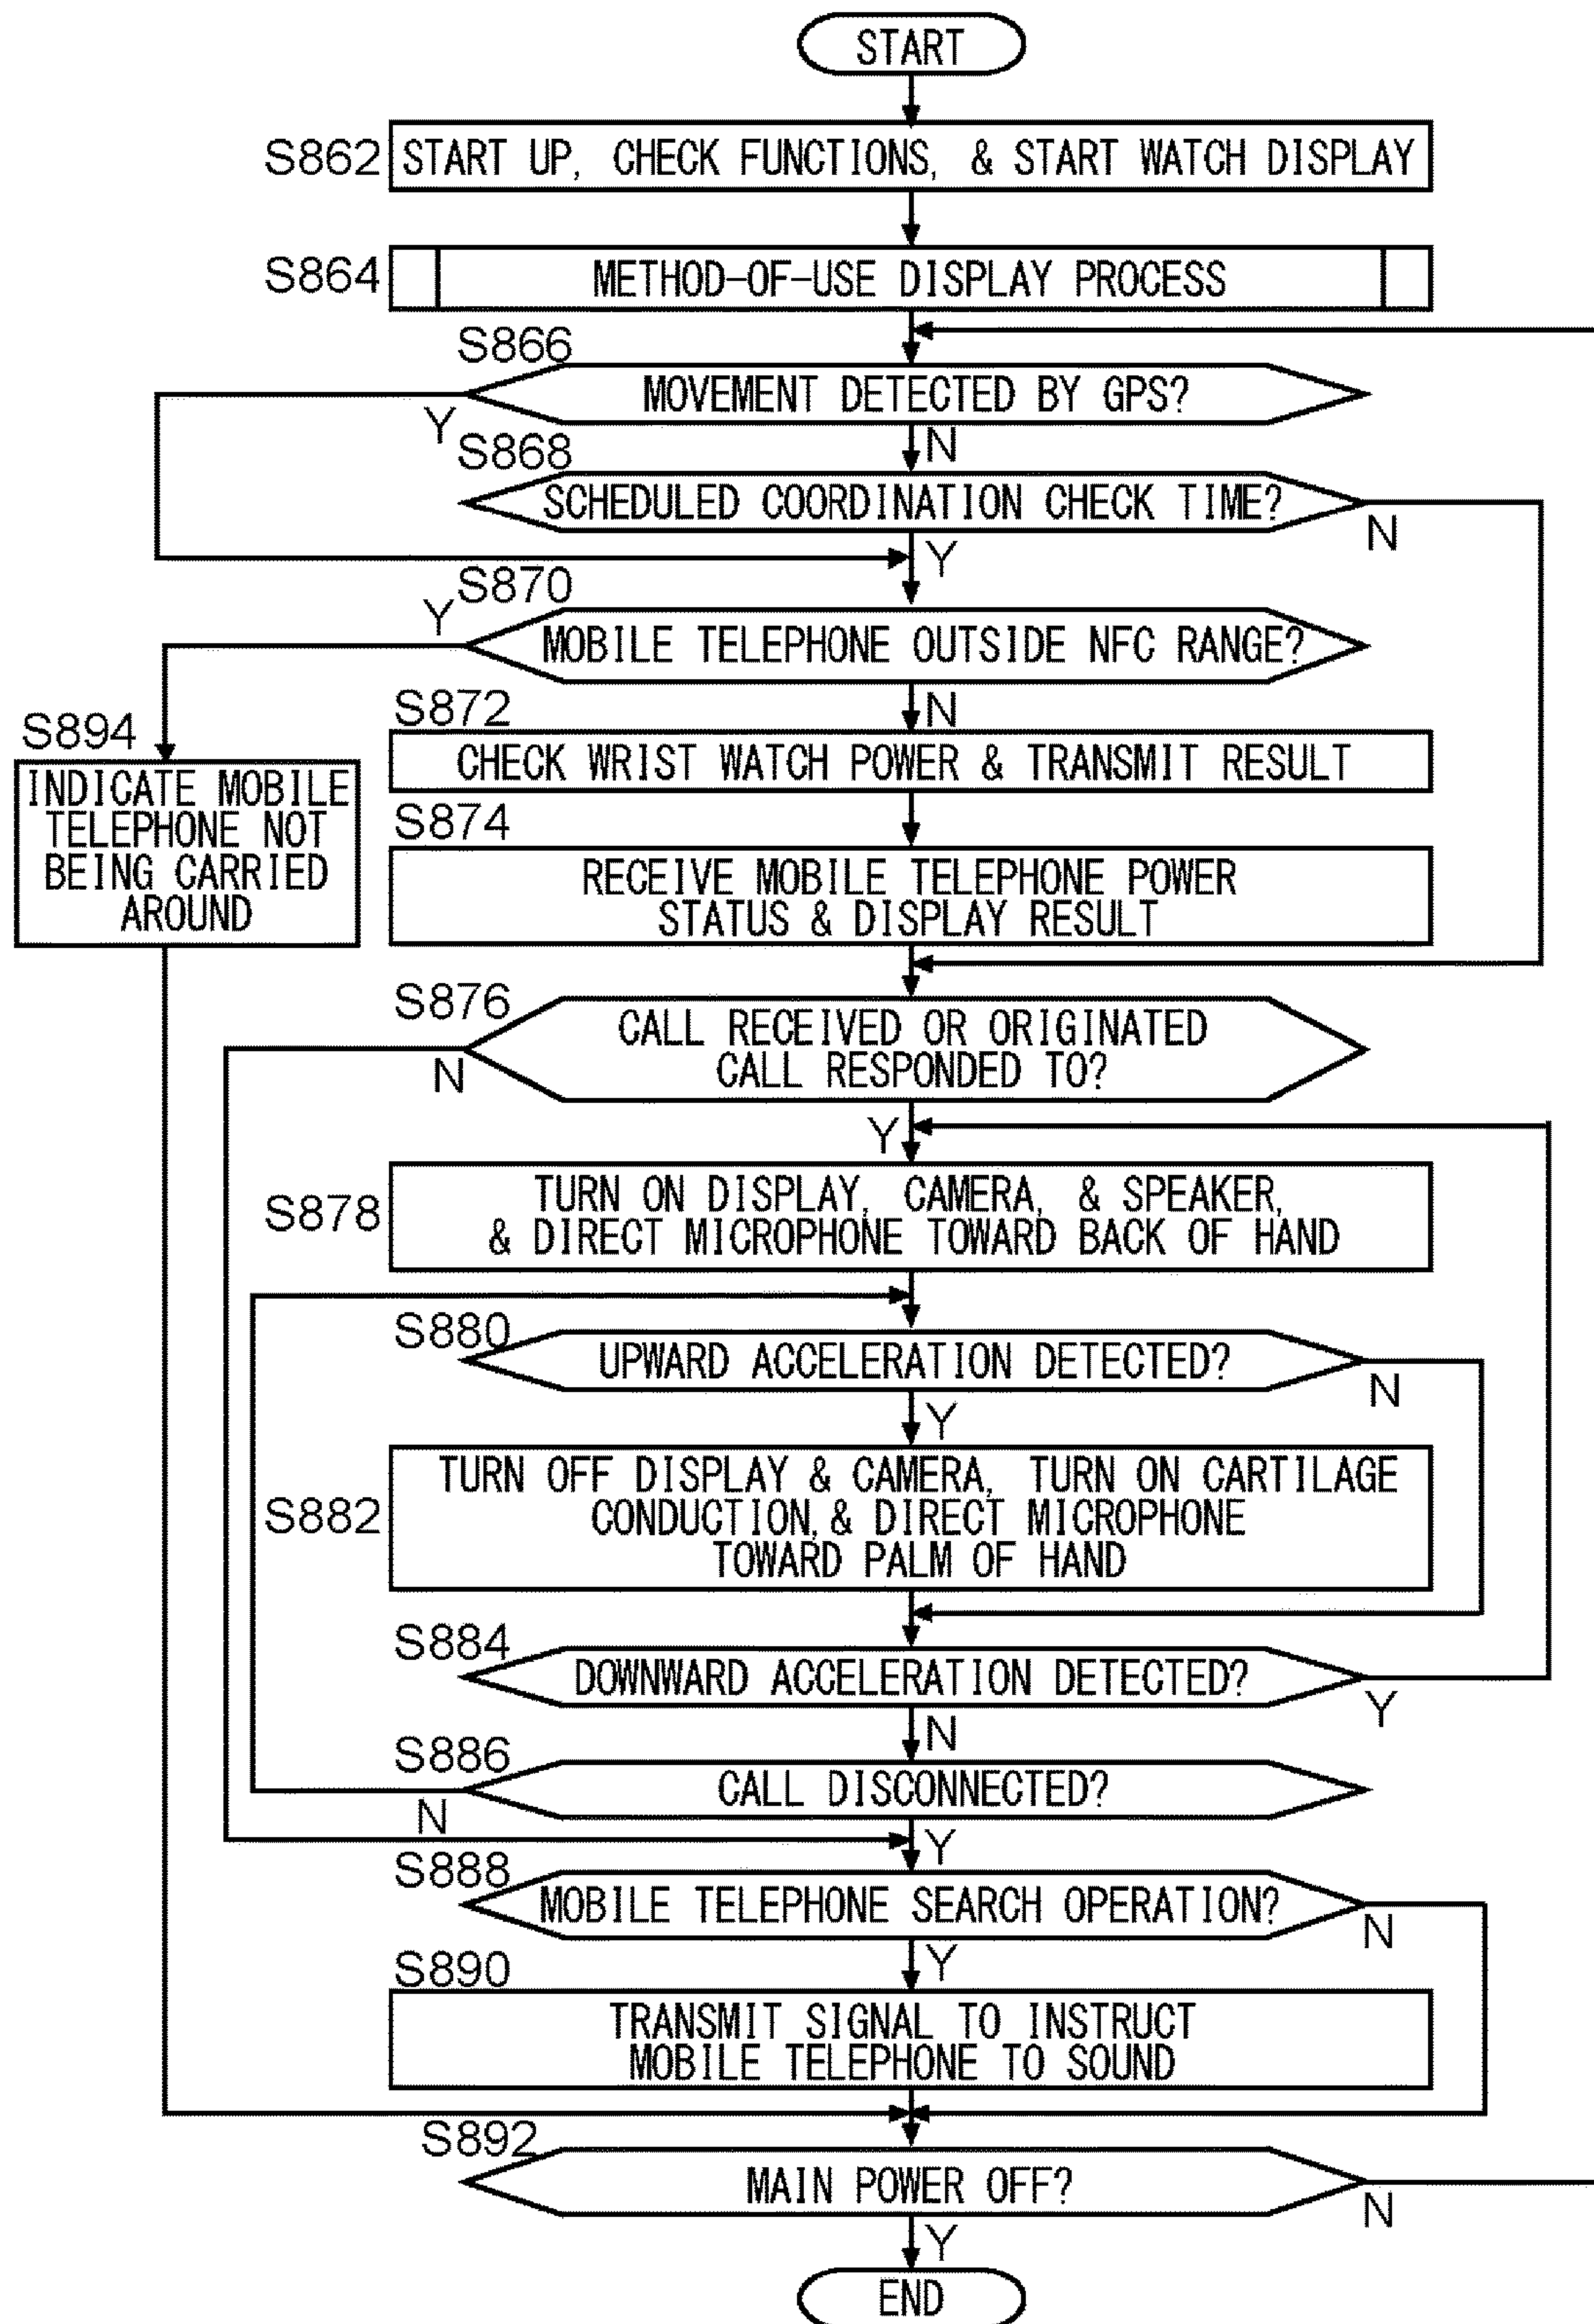 START
S862
START UP, CHECK FUNCTIONS, & START WATCH DISPLAY
S864
METHOD-OF-USE DISPLAY PROCESS
S866
MOVEMENT DETECTED BY GPS?
Y
N
S868
SCHEDULED COORDINATION CHECK TIME?
N
Y
S870
Y
MOBILE TELEPHONE OUTSIDE NFC RANGE?
N
S872
CHECK WRIST WATCH POWER & TRANSMIT RESULT
S894
INDICATE MOBILE
TELEPHONE NOT
BEING CARRIED
AROUND
S874
RECEIVE MOBILE TELEPHONE POWER
STATUS & DISPLAY RESULT
S876
CALL RECEIVED OR ORIGINATED
CALL RESPONDED TO?
N
Y
S878
TURN ON DISPLAY, CAMERA, & SPEAKER,
& DIRECT MICROPHONE TOWARD BACK OF HAND
S880
UPWARD ACCELERATION DETECTED?
N
Y
S882
TURN OFF DISPLAY & CAMERA, TURN ON CARTILAGE
CONDUCTION,& DIRECT MICROPHONE
TOWARD PALM OF HAND
S884
DOWNWARD ACCELERATION DETECTED?
Y
N
S886
CALL DISCONNECTED?
N
Y
S888
MOBILE TELEPHONE SEARCH OPERATION?
N
Y
S890
TRANSMIT SIGNAL TO INSTRUCT
MOBILE TELEPHONE TO SOUND
S892
MAIN POWER OFF?
N
Y
END